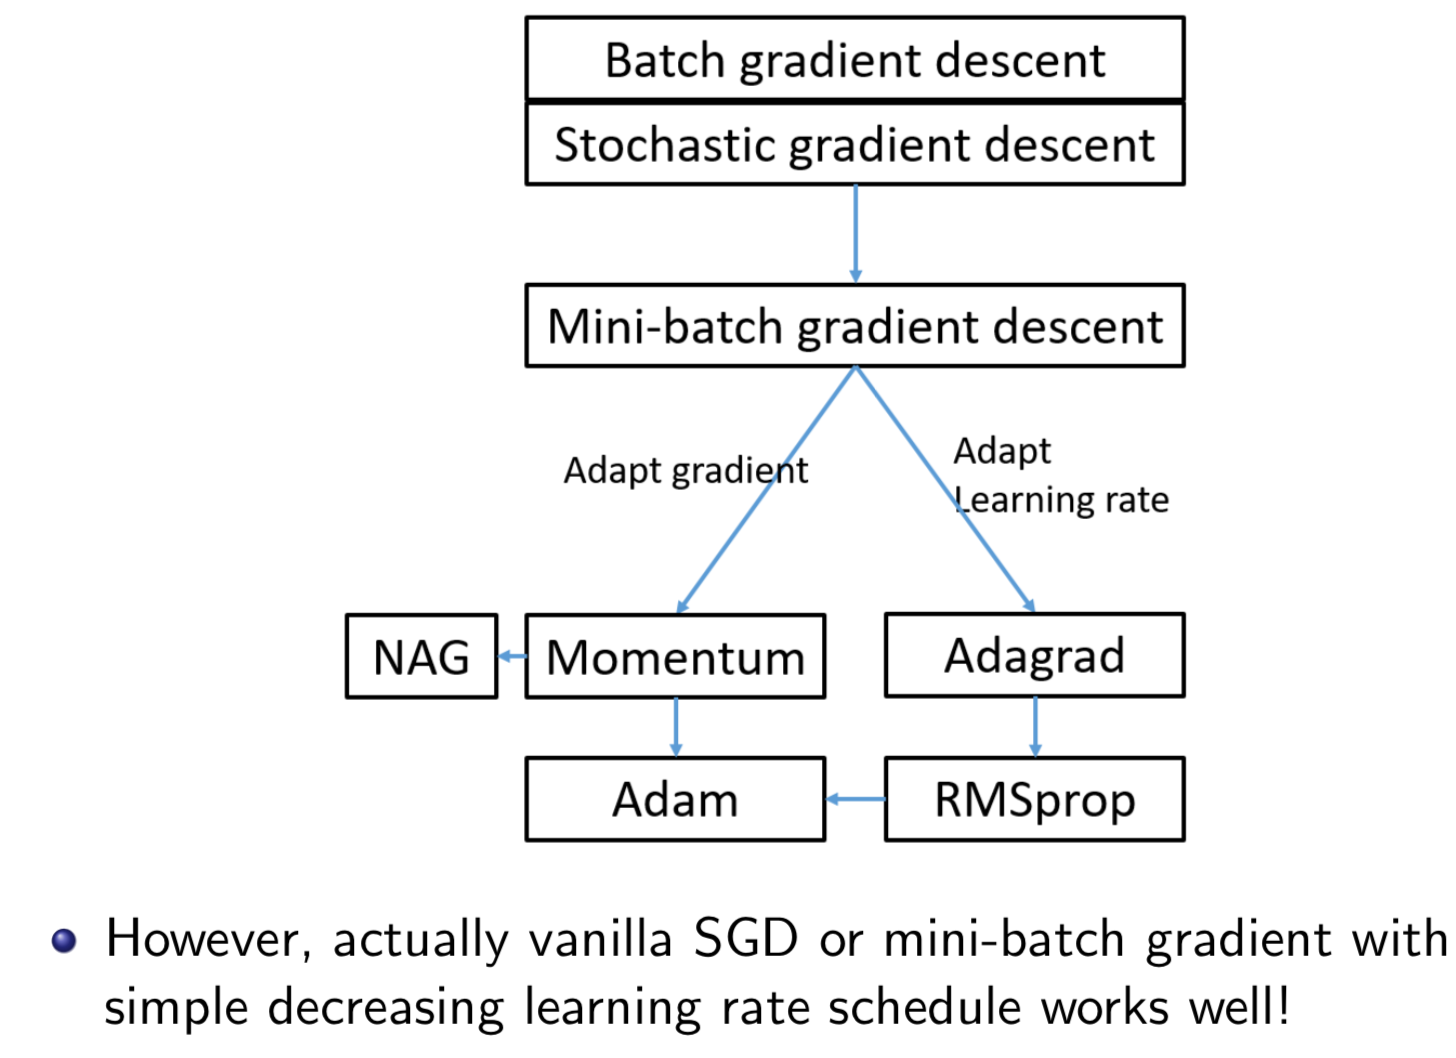 Batch gradient descent
Stochastic gradient descent
Mini-batch gradient descent
Adapt gradient
Adapt
Learning rate
NAG
Momentum
Adagrad
Adam
RMSprop
However, actually vanilla SGD or mini-batch gradient with
simple decreasing learning rate schedule works well!